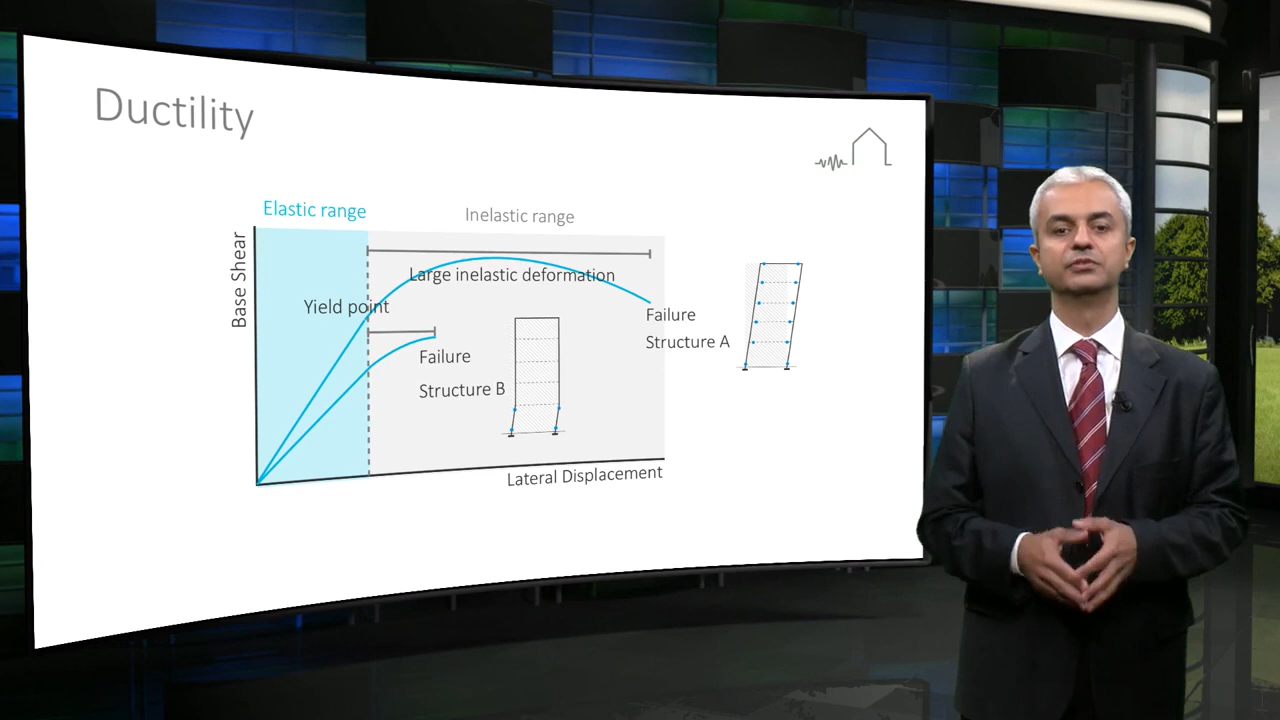 Ductility
Elastic range
Inelastic range
Base Shear
Large inelastic deformation
Yield point
Failure
Structure A
Failure
Structure B
Lateral Displacement